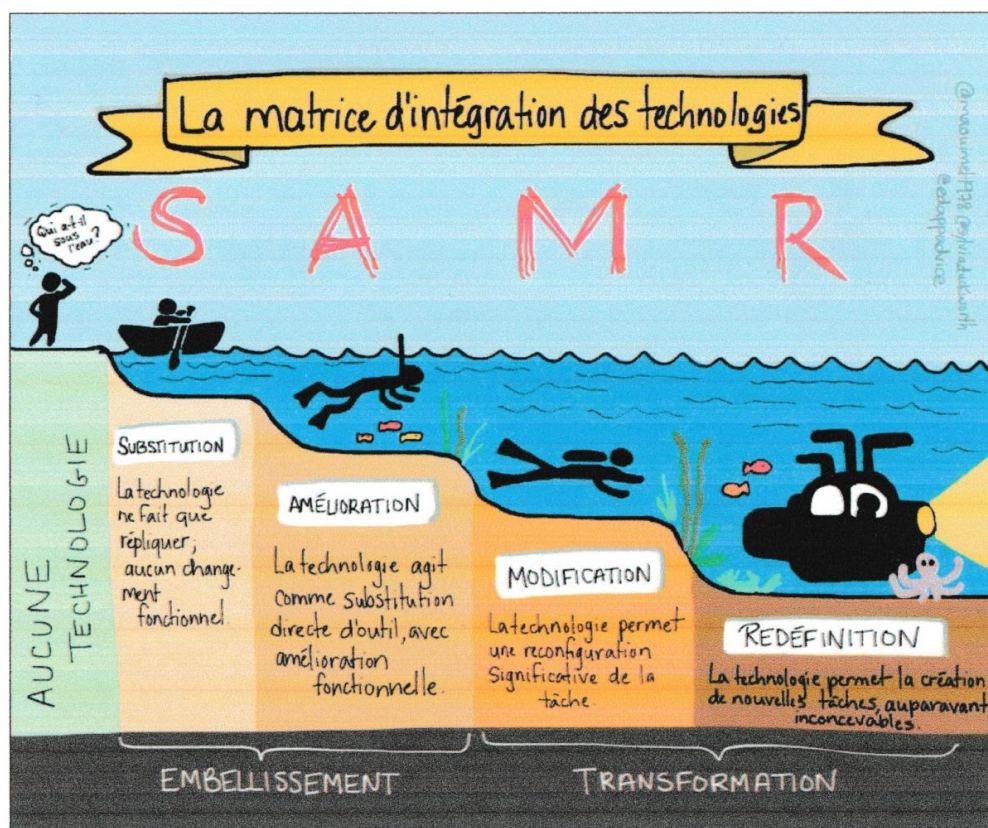 La matrice d'intégration des technologies
S A M R
Qui a-t-il
sous
l'eau?
@sylviaduckworth
@edappadvice
AUCUNE
TECHNOLOGIE
SUBSTITUTION
La technologie
ne fait que
répliquer;
aucun change-
ment
fonctionnel.
AMÉLIORATION
La technologie agit
comme substitution
directe d'outil, avec
amélioration
fonctionnelle.
MODIFICATION
La technologie permet
une reconfiguration
Significative de la
tâche.
REDÉFINITION
La technologie permet la création
de nouvelles tâches, auparavant
inconcevables.
EMBELLISSEMENT
TRANSFORMATION